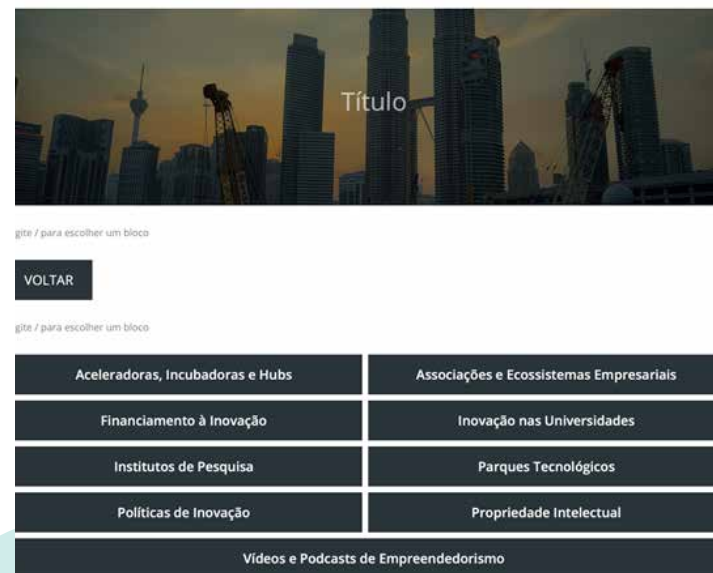 Título
gite / para escolher um bloco
VOLTAR
gite / para escolher um bloco
Aceleradoras, Incubadoras e Hubs
Associações e Ecossistemas Empresariais
Financiamento à Inovação
Inovação nas Universidades
Institutos de Pesquisa
Parques Tecnológicos
Políticas de Inovação
Propriedade Intelectual
Vídeos e Podcasts de Empreendedorismo